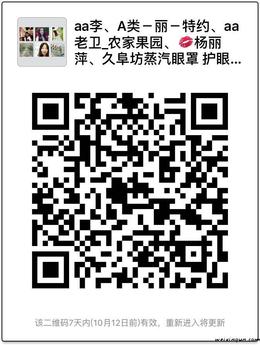 aa李、A类－丽－特约、aa
老卫_农家果园、💋杨丽
萍、久阜坊蒸汽眼罩 护眼...
该二维码7天内(10月12日前)有效，重新进入将更新
weixinqun.com